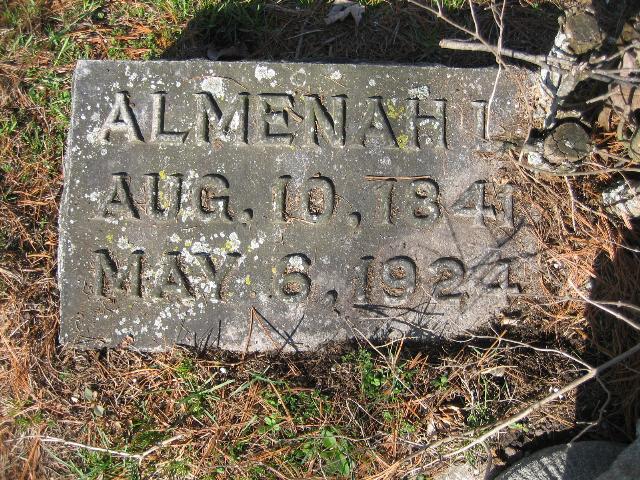 ALMENAH L
AUG. 10, 1841
MAY 6, 1924